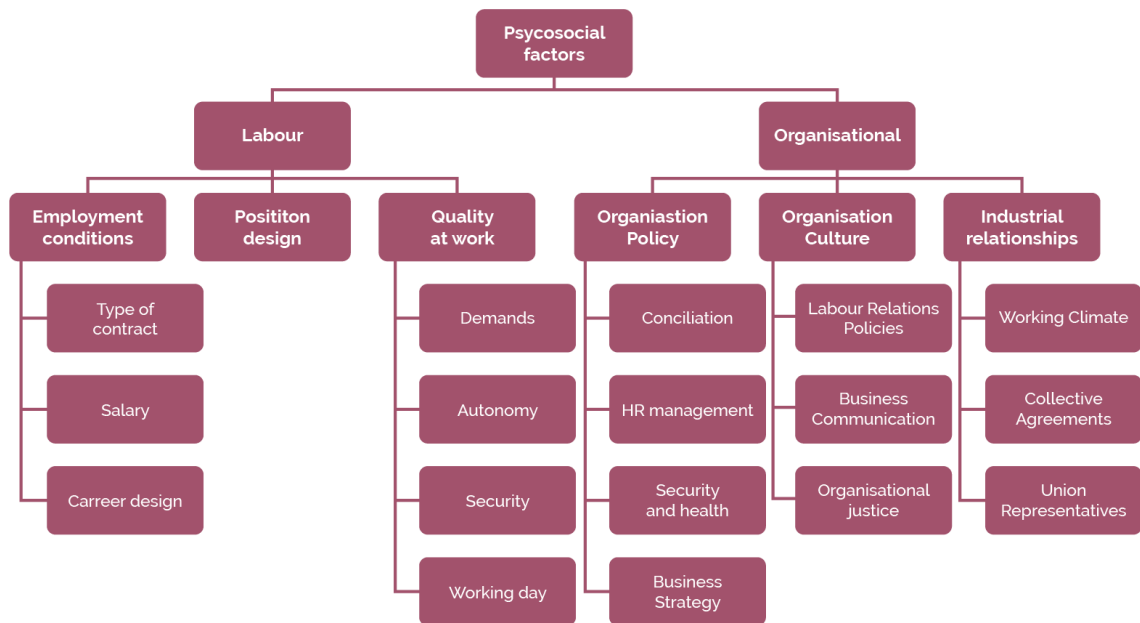 Psycosocial
factors
Labour
Organisational
Employment
conditions
Posititon
design
Quality
at work
Organiastion
Policy
Organisation
Culture
Industrial
relationships
Type of
contract
Salary
Carreer design
Demands
Autonomy
Security
Working day
Conciliation
HR management
Security
and health
Business
Strategy
Labour Relations
Policies
Business
Communication
Organisational
justice
Working Climate
Collective
Agreements
Union
Representatives